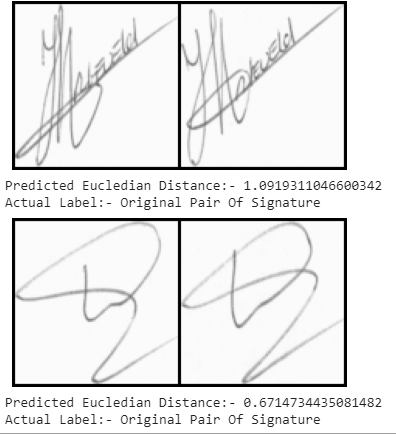 Predicted Eucledian Distance:- 1.0919311046600342
Actual Label:- Original Pair Of Signature
Predicted Eucledian Distance:- 0.6714734435081482
Actual Label:- Original Pair Of Signature